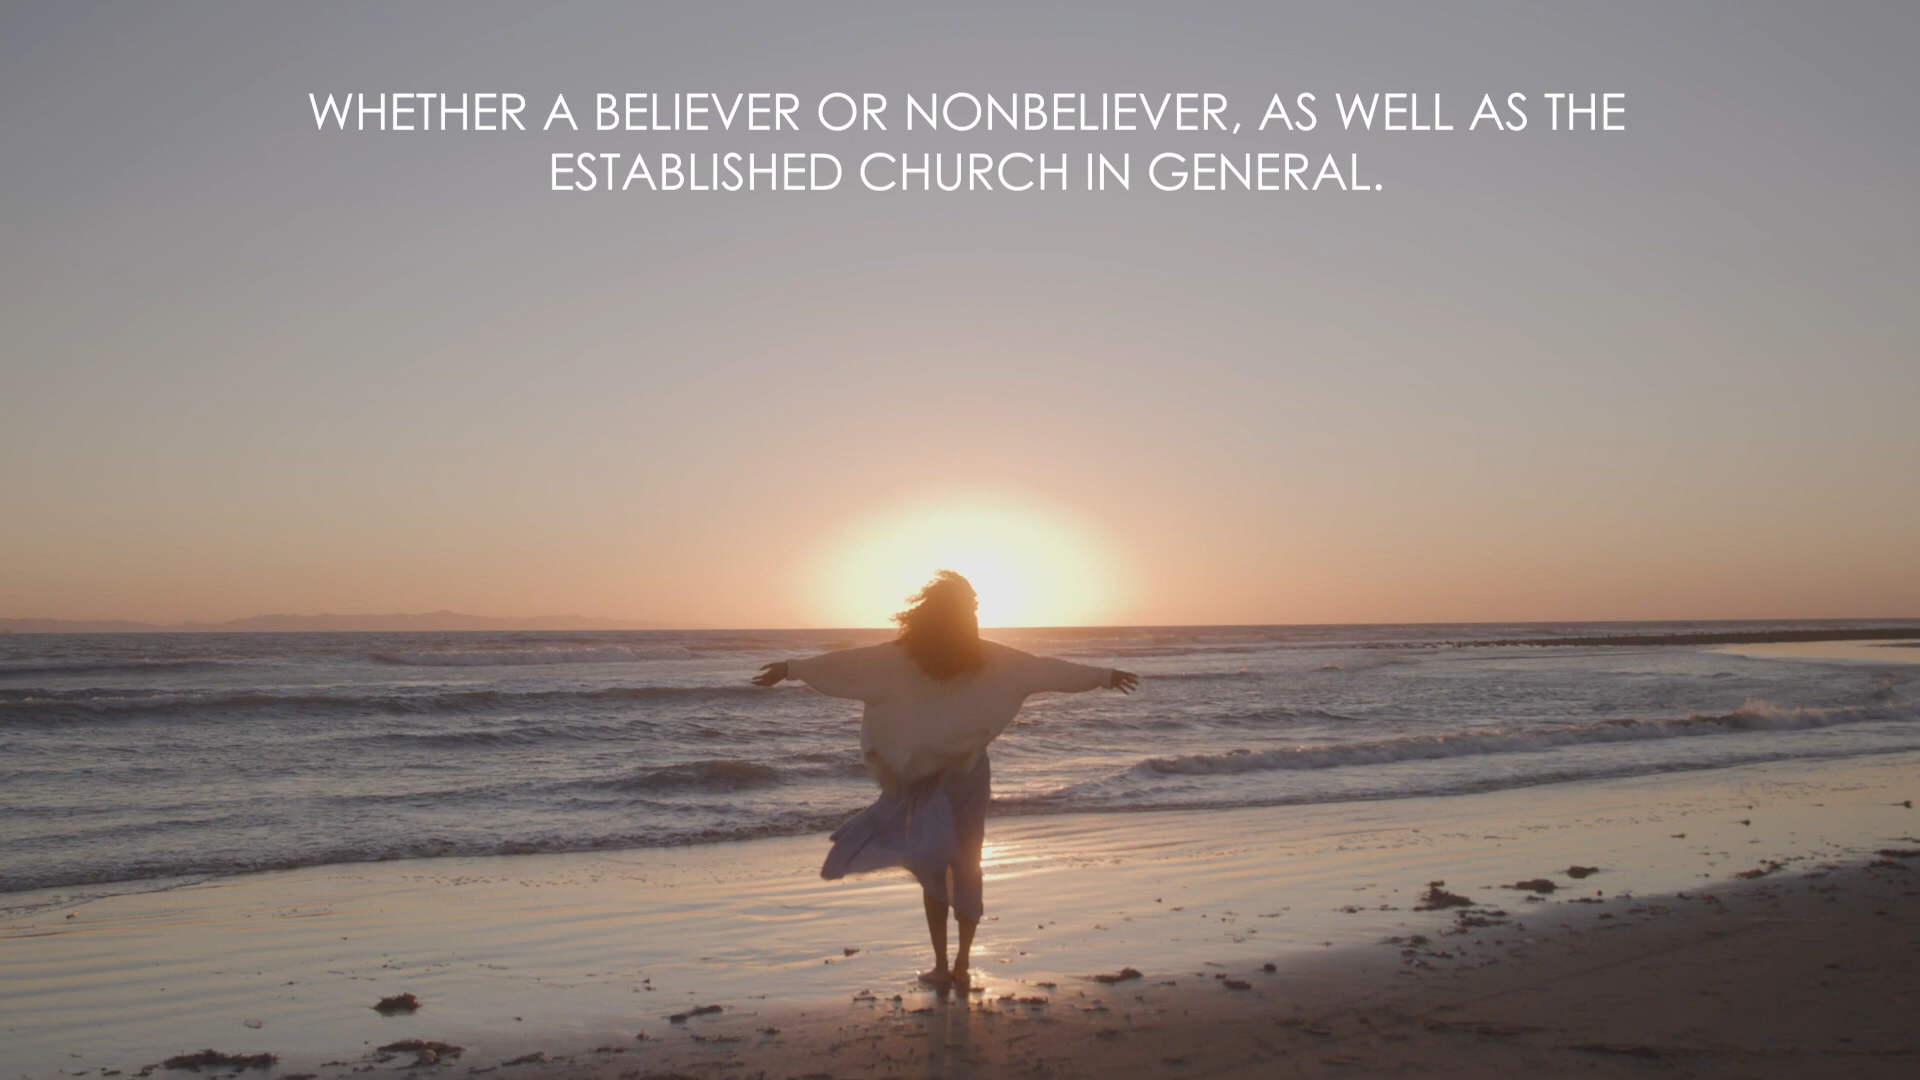 WHETHER A BELIEVER OR NONBELIEVER, AS WELL AS THE
ESTABLISHED CHURCH IN GENERAL.